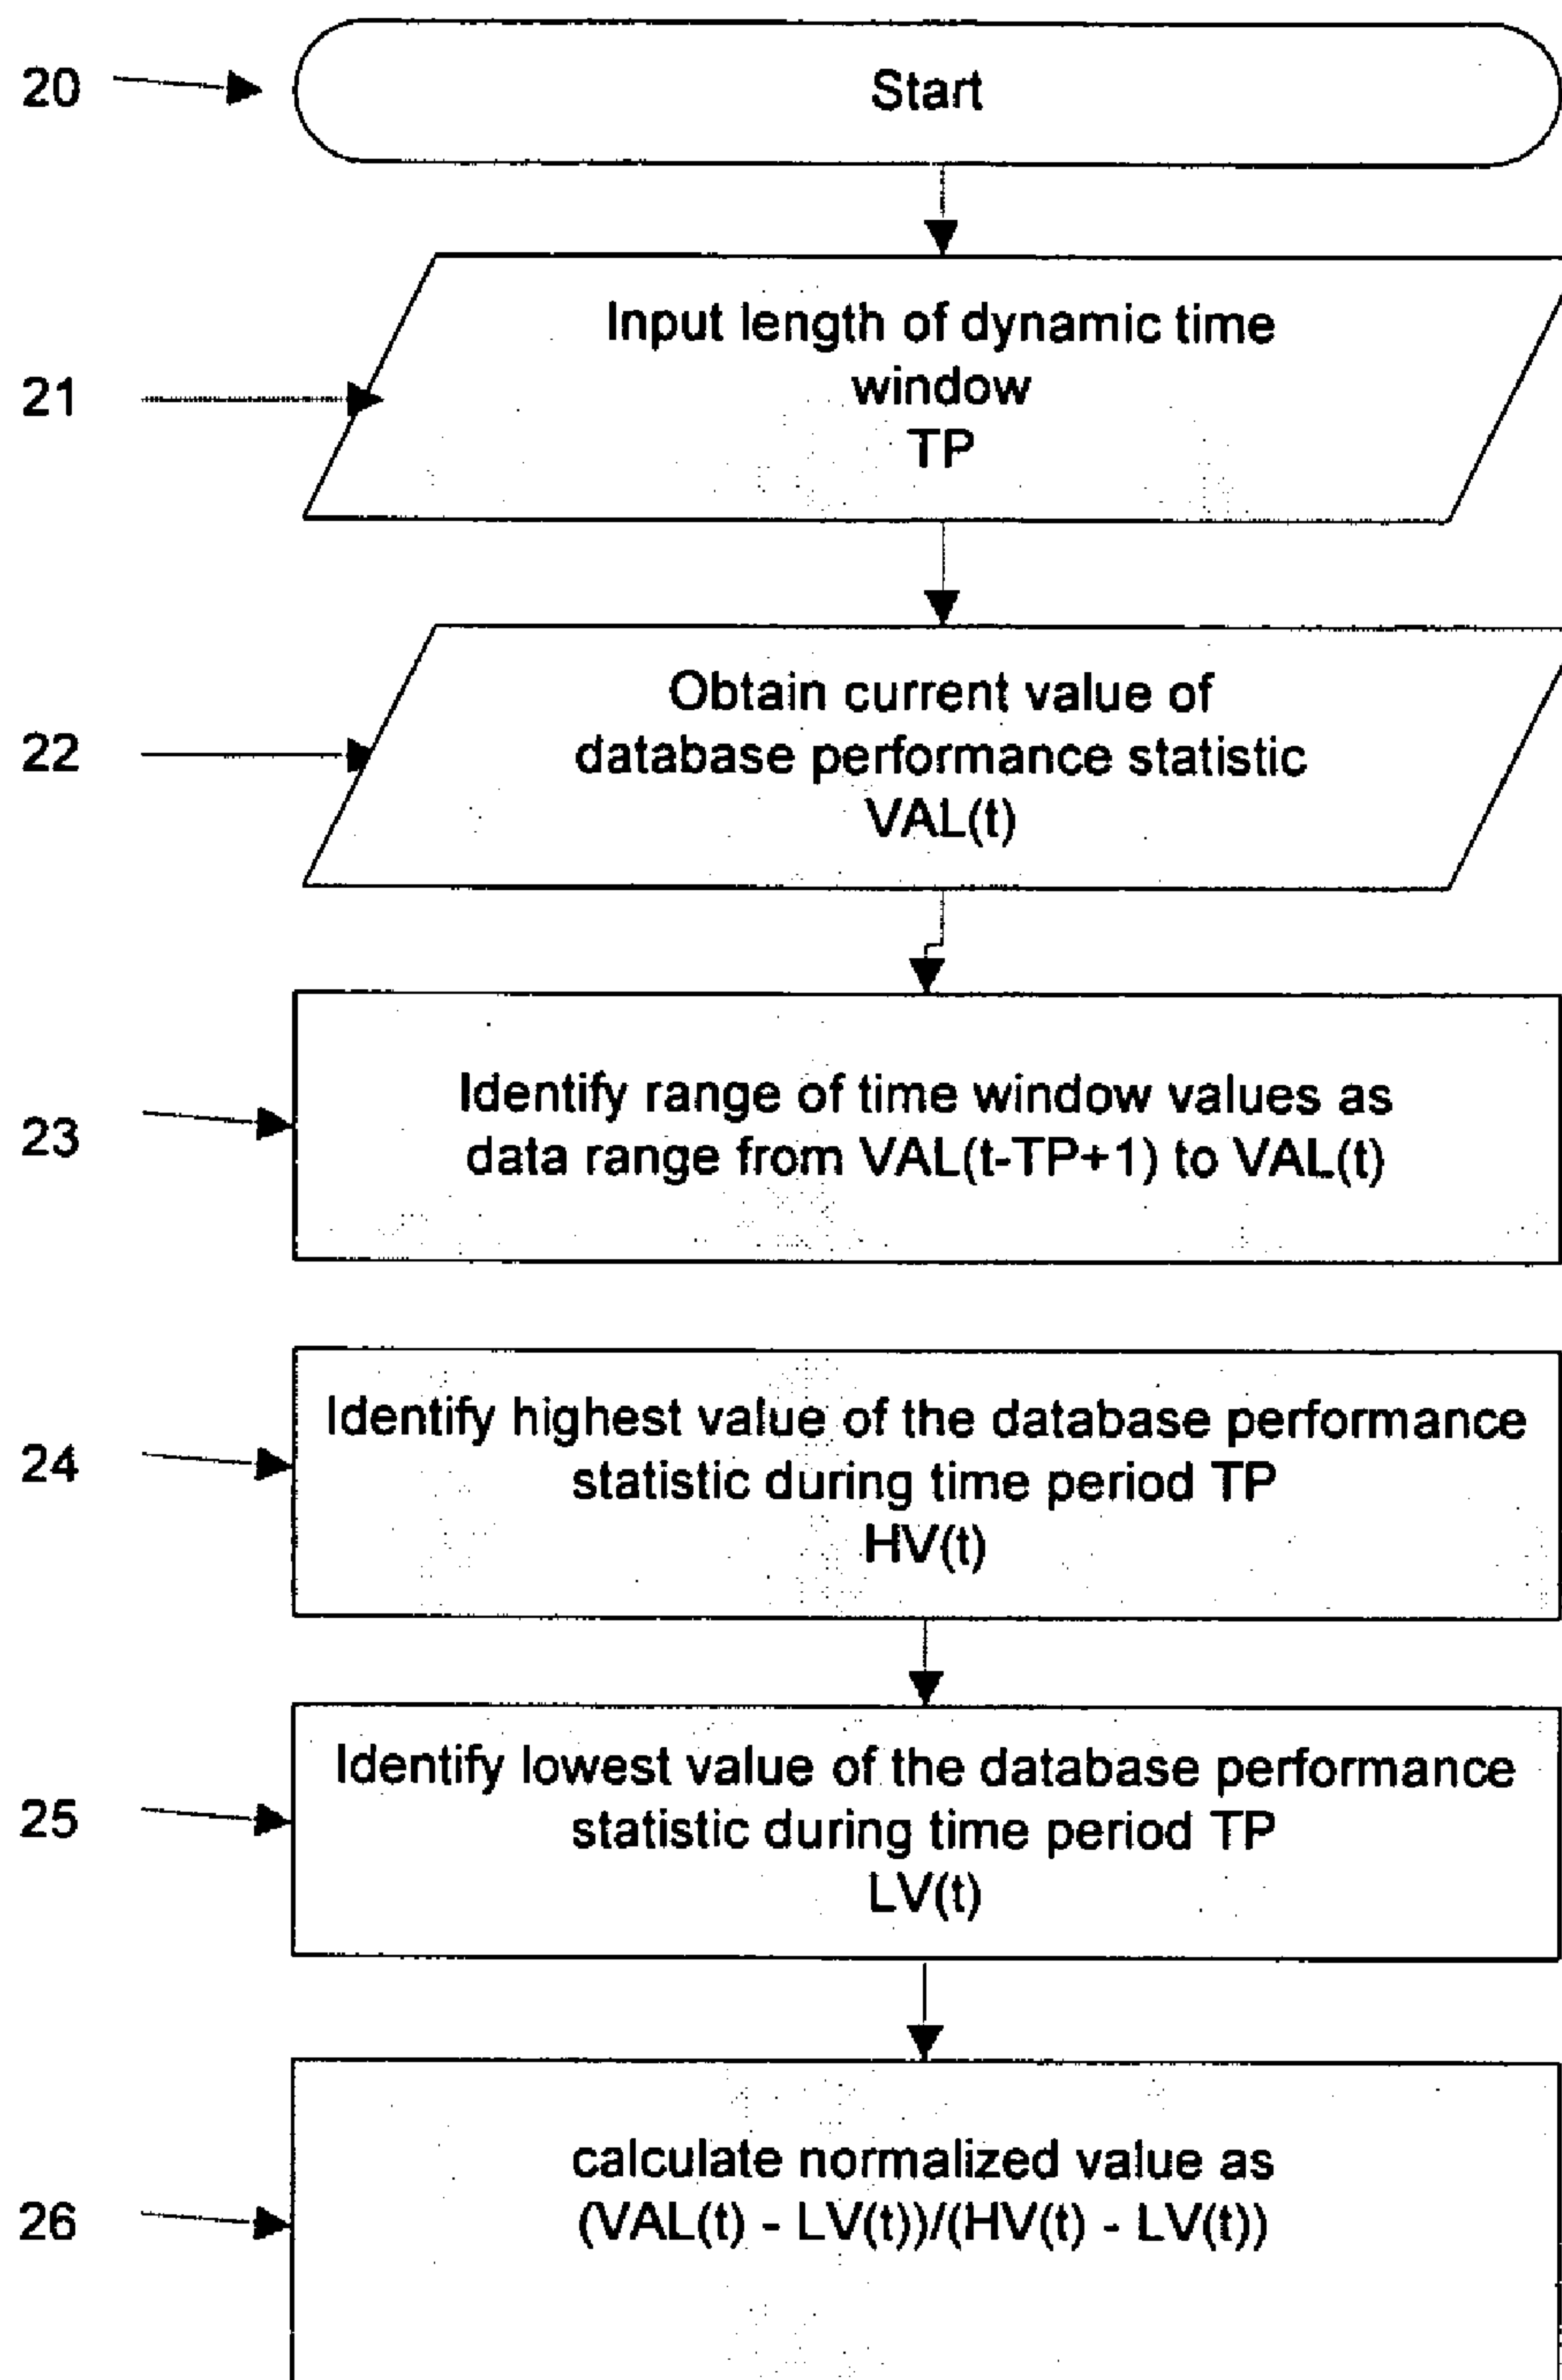 20
Start
21
Input length of dynamic time
window
TP
22
Obtain current value of
database performance statistic
VAL(t)
23
Identify range of time window values as
data range from VAL(t-TP+1) to VAL(t)
24
Identify highest value of the database performance
statistic during time period TP
HV(t)
25
Identify lowest value of the database performance
statistic during time period TP
LV(t)
26
calculate normalized value as
(VAL(t) - LV(t))/(HV(t) - LV(t))